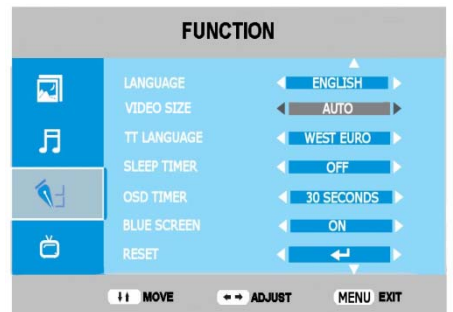 FUNCTION
LANGUAGE ENGLISH
VIDEO SIZE AUTO
TT LANGUAGE WEST EURO
SLEEP TIMER OFF
OSD TIMER 30 SECONDS
BLUE SCREEN ON
RESET
MOVE ADJUST MENU EXIT